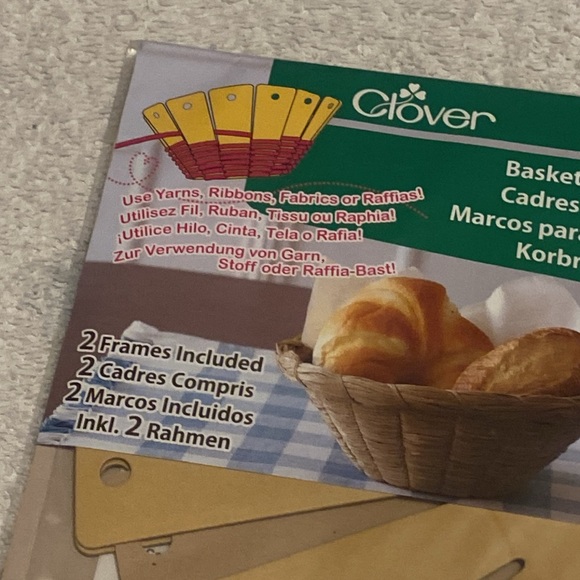 Clover
Basket
Cadres
Marcos para
Use Yarns, Ribbons, Fabrics or Raffias!
Utilisez Fil, Ruban, Tissu ou Raphia!
¡Utilice Hilo, Cinta, Tela o Rafia!
Zur Verwendung von Garn,
Stoff oder Raffia-Bast!
2 Frames Included
2 Cadres Compris
2 Marcos Incluidos
Inkl. 2 Rahmen